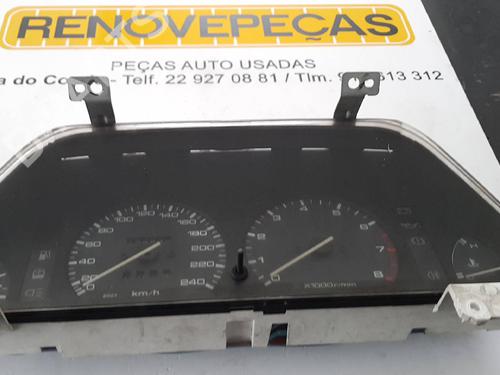 RENOVEPEÇAS
PEÇAS AUTO USADAS
a do Co - Telf. 22 927 08 81 / Tlm. 9 513 312
0 20 40 60 80 100 120 140 160 180 200 220 240
km/h
0 1 2 3 4 5 6 7 8
X1000r/min